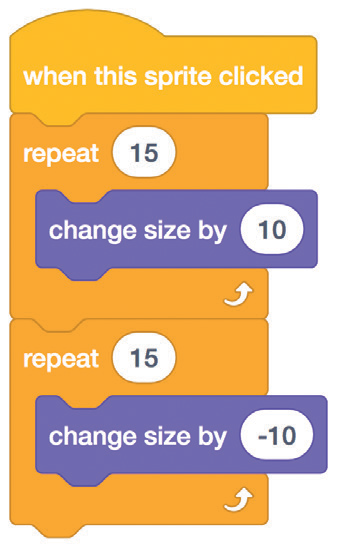 when this sprite clicked
repeat 15
change size by 10
repeat 15
change size by -10